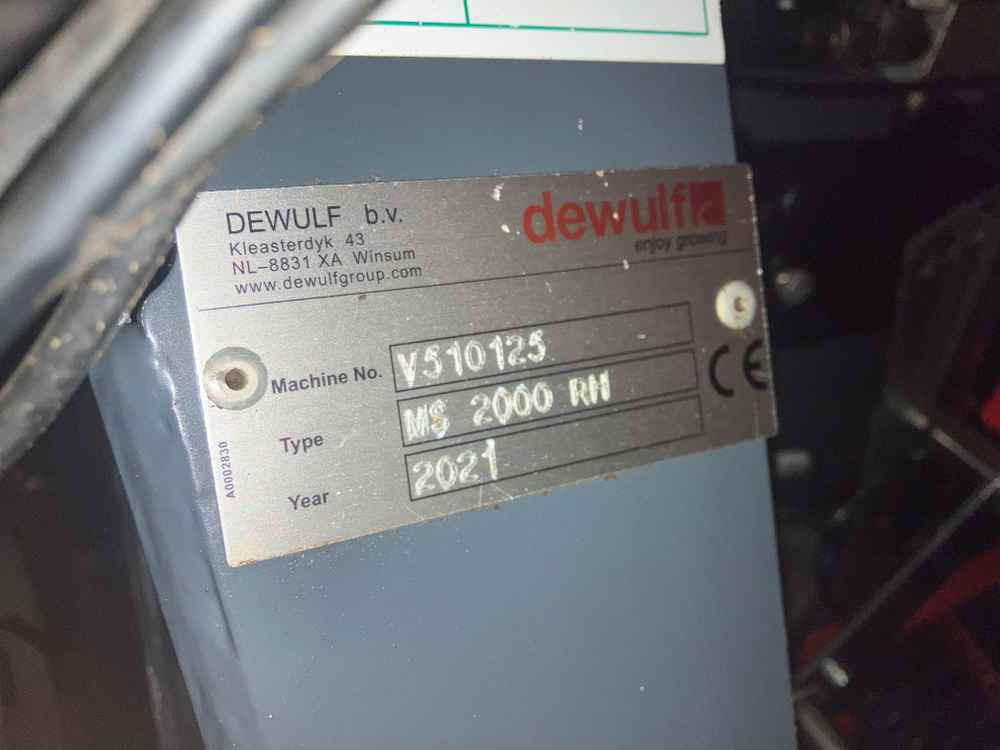 DEWULF b.v.
Kleasterdyk 43
NL-8831 XA Winsum
www.dewulfgroup.com
dewulf
enjoy growing
Machine No. V510125
Type MS 2000 RH
Year 2021
CE
A0002830